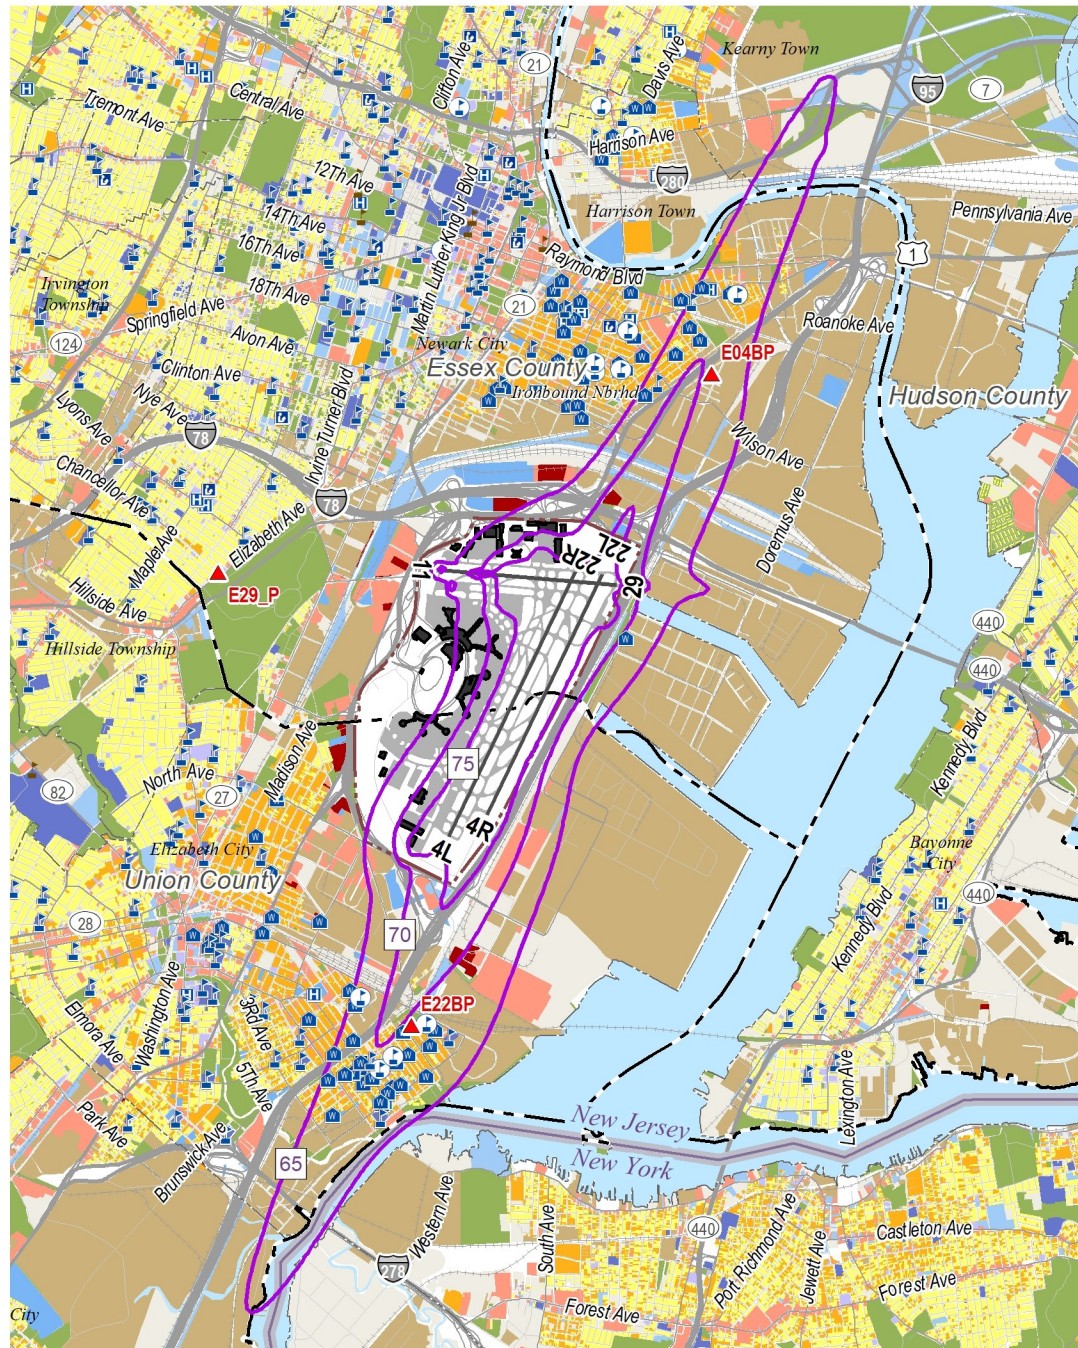 Kearny Town
21
Clifton Ave
Davis Ave
95
7
Central Ave
Tremont Ave
Harrison Ave
280
12Th Ave
Harrison Town
Pennsylvania Ave
14Th Ave
16Th Ave
Martin Luther King Jr Blvd
1
Raymond Blvd
18Th Ave
Irvington
Township
Springfield Ave
21
Roanoke Ave
124
Avon Ave
Newark City
E04BP
Clinton Ave
Essex County
Ironbound Nbrhd
Hudson County
Nye Ave
Lyons Ave
Irvine Turner Blvd
78
Wilson Ave
Chancellor Ave
78
Elizabeth Ave
Doremus Ave
Maple Ave
22L
22R
11
29
E29_P
Hillside Ave
Hillside Township
440
440
Madison Ave
Kennedy Blvd
75
North Ave
27
82
4R
4L
Elizabeth City
Bayonne
City
Union County
440
28
70
Kennedy Blvd
Washington Ave
E22BP
3Rd Ave
Elmora Ave
5Th Ave
Park Ave
Lexington Ave
New Jersey
New York
Brunswick Ave
65
Western Ave
South Ave
440
Port Richmond Ave
Jewett Ave
Castleton Ave
278
Forest Ave
Forest Ave
City